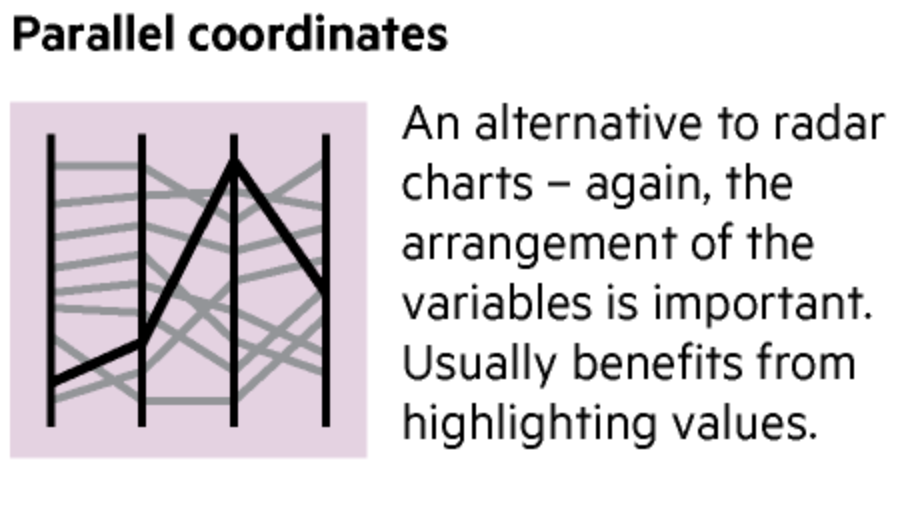 Parallel coordinates
An alternative to radar
charts – again, the
arrangement of the
variables is important.
Usually benefits from
highlighting values.